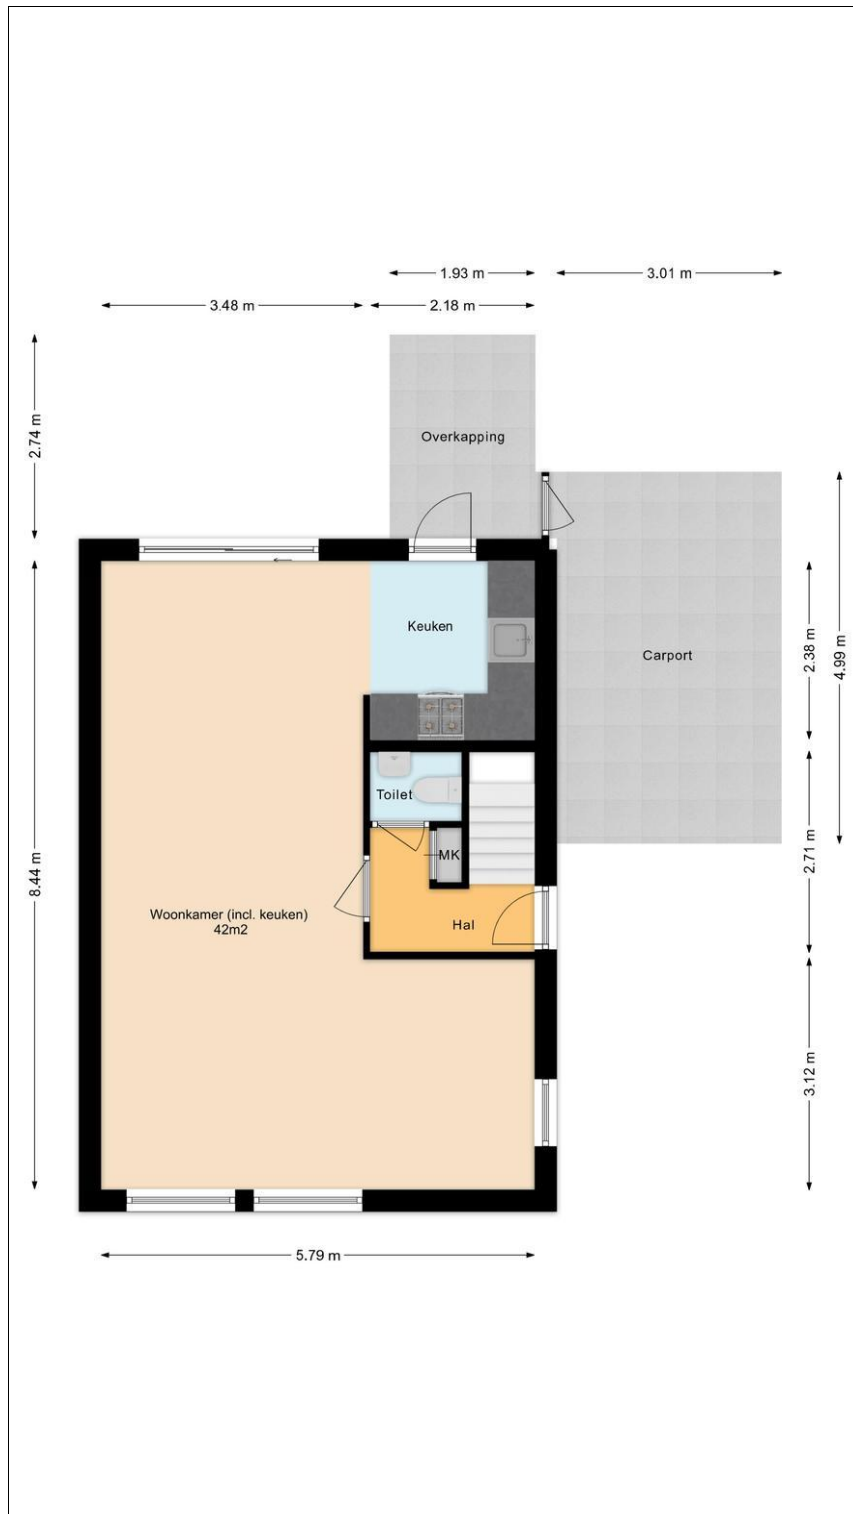 1.93 m
3.01 m
3.48 m
2.18 m
2.74 m
Overkapping
Keuken
2.38 m
4.99 m
Carport
Toilet
MK
2.71 m
8.44 m
Woonkamer (incl. keuken)
42m2
Hal
3.12 m
5.79 m